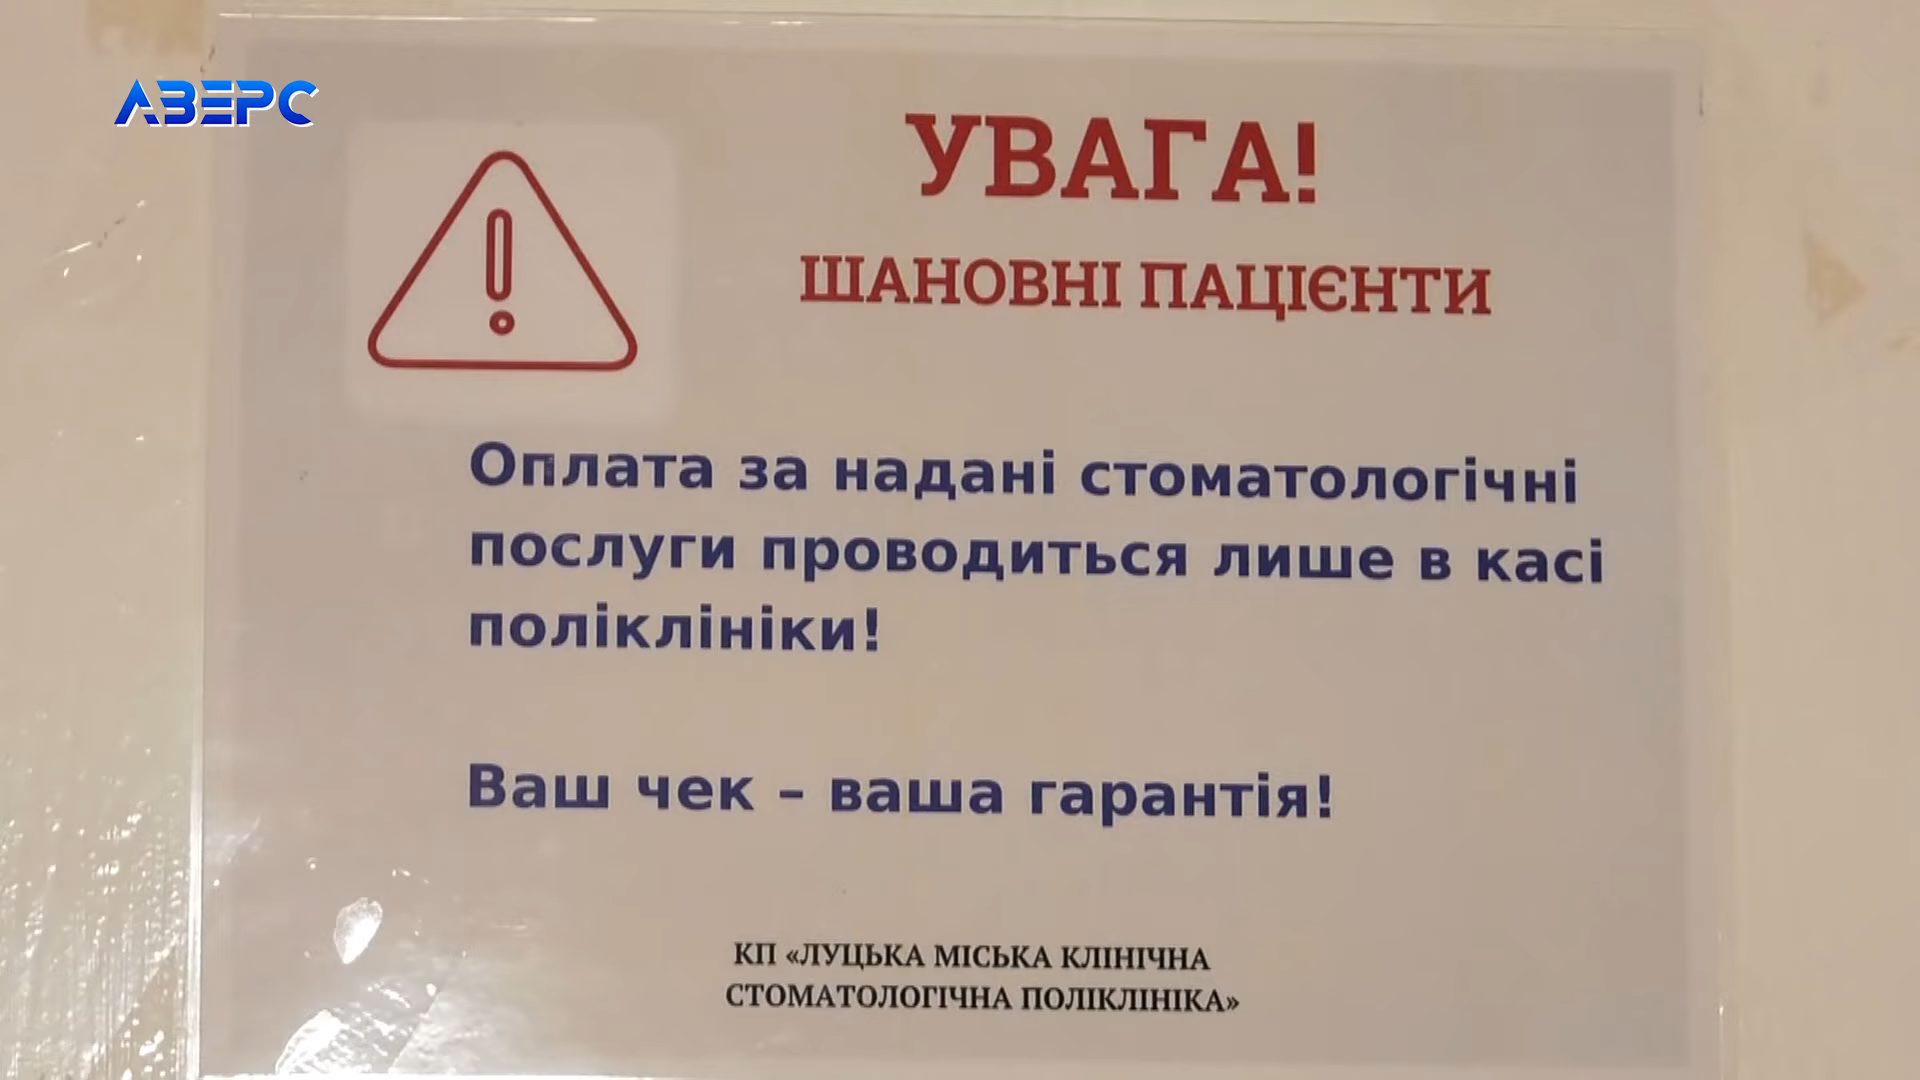 АВЕРС
УВАГА!
ШАНОВНІ ПАЦІЄНТИ
Оплата за надані стоматологічні
послуги проводиться лише в касі
поліклініки!
Ваш чек – ваша гарантія!
КП «ЛУЦЬКА МІСЬКА КЛІНІЧНА
СТОМАТОЛОГІЧНА ПОЛІКЛІНІКА»